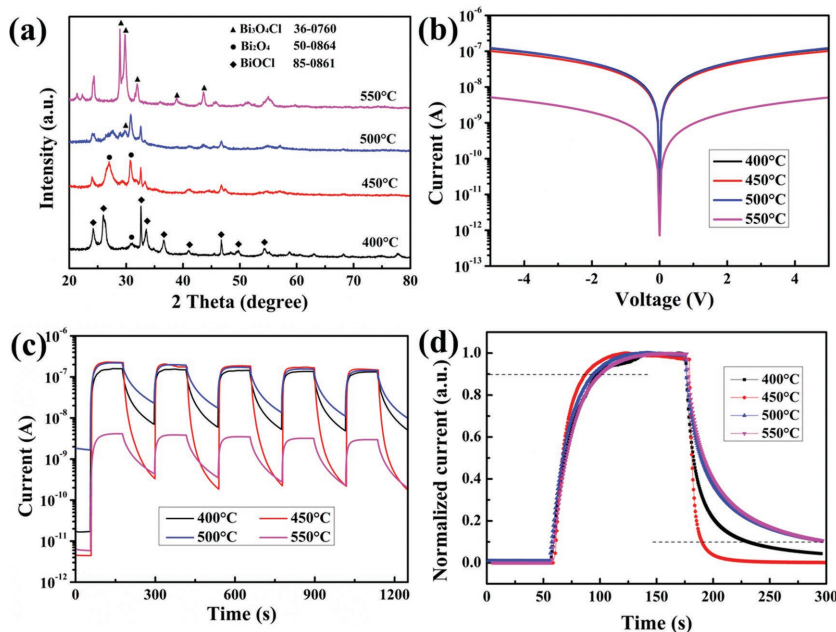 (a)
▲ Bi₃O₄Cl 36-0760
● Bi₂O₄ 50-0864
◆ BiOCl 85-0861
550°C
500°C
450°C
400°C
Intensity (a.u.)
20 30 40 50 60 70 80
2 Theta (degree)
(b)
10⁻⁶
10⁻⁷
10⁻⁸
10⁻⁹
10⁻¹⁰
10⁻¹¹
10⁻¹²
10⁻¹³
Current (A)
400°C
450°C
500°C
550°C
-4 -2 0 2 4
Voltage (V)
(c)
10⁻⁶
10⁻⁷
10⁻⁸
10⁻⁹
10⁻¹⁰
10⁻¹¹
10⁻¹²
Current (A)
400°C 450°C
500°C 550°C
0 300 600 900 1200
Time (s)
(d)
1.0
0.8
0.6
0.4
0.2
0.0
Normalized current (a.u.)
400°C
450°C
500°C
550°C
0 50 100 150 200 250 300
Time (s)